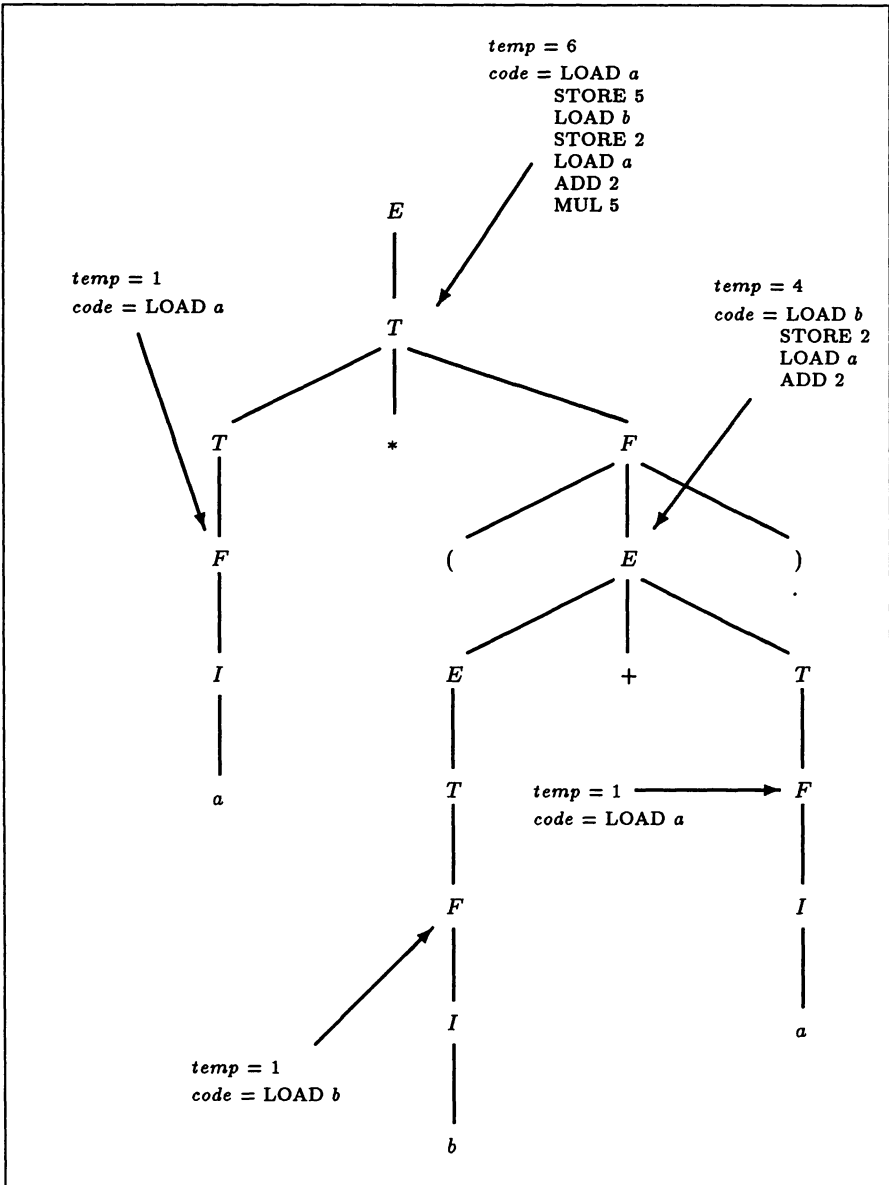 temp = 6
code = LOAD a
STORE 5
LOAD b
STORE 2
LOAD a
ADD 2
MUL 5
E
temp = 1
code = LOAD a
temp = 4
code = LOAD b
STORE 2
LOAD a
ADD 2
T
T * F
F ( E )
I E + T
a T temp = 1 F
code = LOAD a
F I
I a
temp = 1
code = LOAD b
b